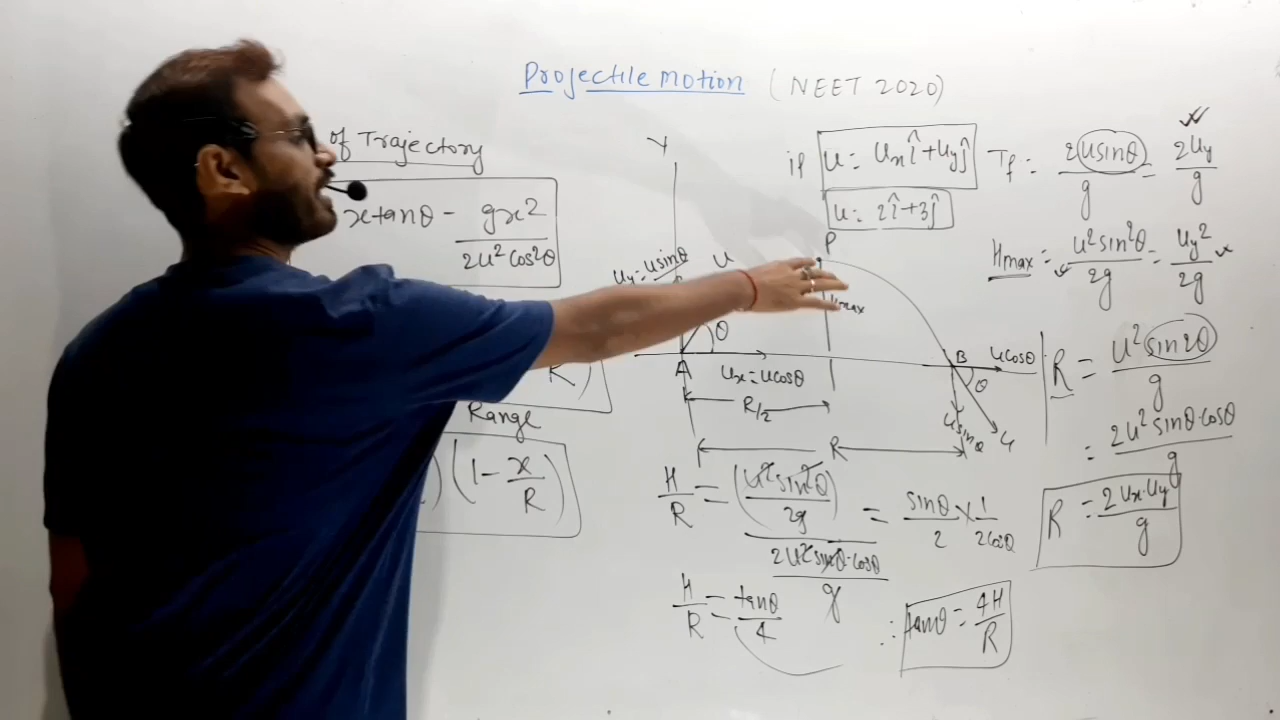 Projectile motion (NEET 2020)
of Trajectory
xtanθ - gx2/2u²cos²θ
R)
Range
(1 - x/R)
Y
uy = usinθ
u
θ
A
ux = ucosθ
R/2
R
P
Hmax
B
ucosθ
θ
usinθ
u
if u = uxî + uyĵ
u = 2î + 3ĵ
Tf = 2usinθ/g = 2uy/g
Hmax = u²sin²θ/2g = uy²/2g
R = u²sin2θ/g
= 2u²sinθ·cosθ/g
R = 2ux·uy/g
H/R = (u²sin²θ/2g)/(2u²sinθ·cosθ/g) = sinθ/2 × 1/2cosθ
H/R = tanθ/4
∴ tanθ = 4H/R